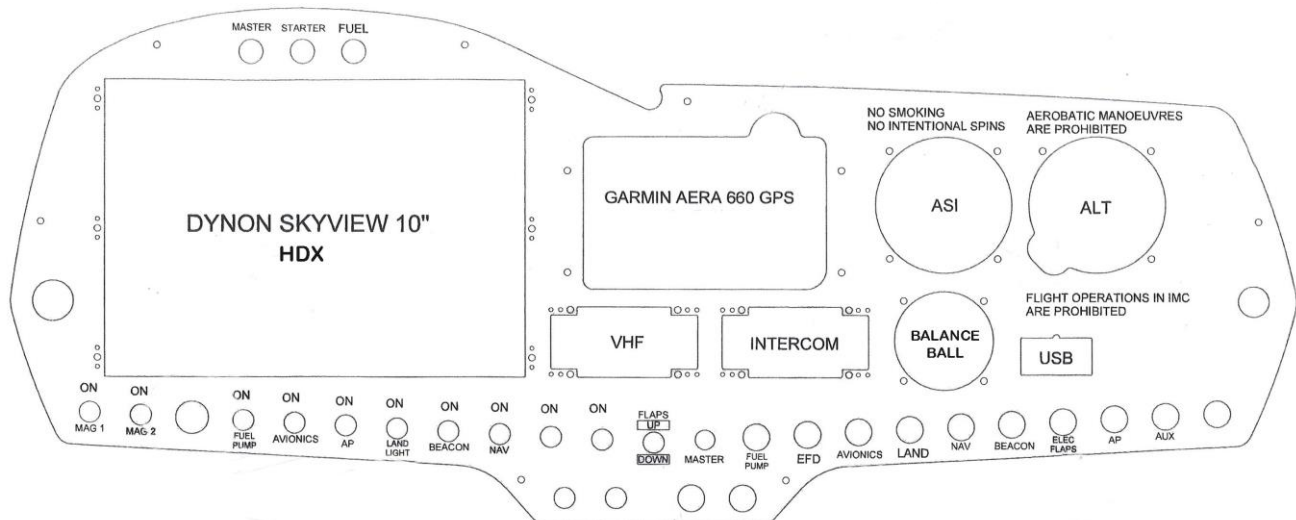 MASTER STARTER FUEL
DYNON SKYVIEW 10"
HDX
GARMIN AERA 660 GPS
NO SMOKING
NO INTENTIONAL SPINS
AEROBATIC MANOEUVRES
ARE PROHIBITED
ASI
ALT
VHF
INTERCOM
BALANCE
BALL
FLIGHT OPERATIONS IN IMC
ARE PROHIBITED
USB
ON ON ON ON ON ON ON ON ON ON
MAG 1
MAG 2
FUEL
PUMP
AVIONICS
AP
LAND
LIGHT
BEACON
NAV
FLAPS
UP
DOWN
MASTER
FUEL
PUMP
EFD
AVIONICS
LAND
NAV
BEACON
ELEC
FLAPS
AP
AUX